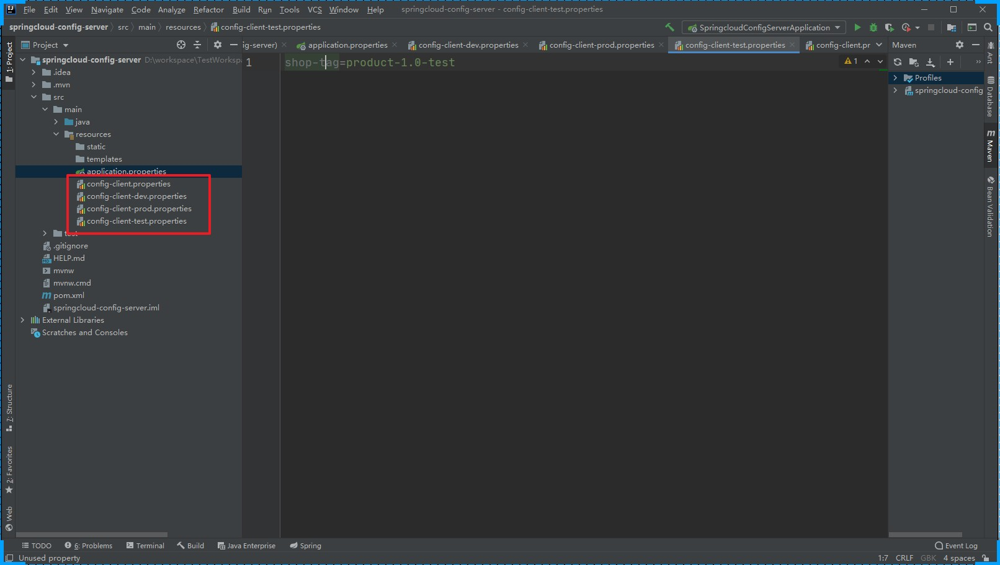 File Edit View Navigate Code Analyze Refactor Build Run Tools VCS Window Help springcloud-config-server - config-client-test.properties
springcloud-config-server src main resources config-client-test.properties SpringcloudConfigServerApplication
Project ig-server) application.properties config-client-dev.properties config-client-prod.properties config-client-test.properties config-client.pr Maven
springcloud-config-server D:\workspace\TestWorkspa
.idea
.mvn
src
main
java
resources
static
templates
application.properties
config-client.properties
config-client-dev.properties
config-client-prod.properties
config-client-test.properties
test
.gitignore
HELP.md
mvnw
mvnw.cmd
pom.xml
springcloud-config-server.iml
External Libraries
Scratches and Consoles
1 shop-tag=product-1.0-test
1
Profiles
springcloud-config
1: Project
7: Structure
2: Favorites
Web
Ant
Database
Maven
Bean Validation
TODO 6: Problems Terminal Build Java Enterprise Spring Event Log
Unused property 1:7 CRLF GBK 4 spaces